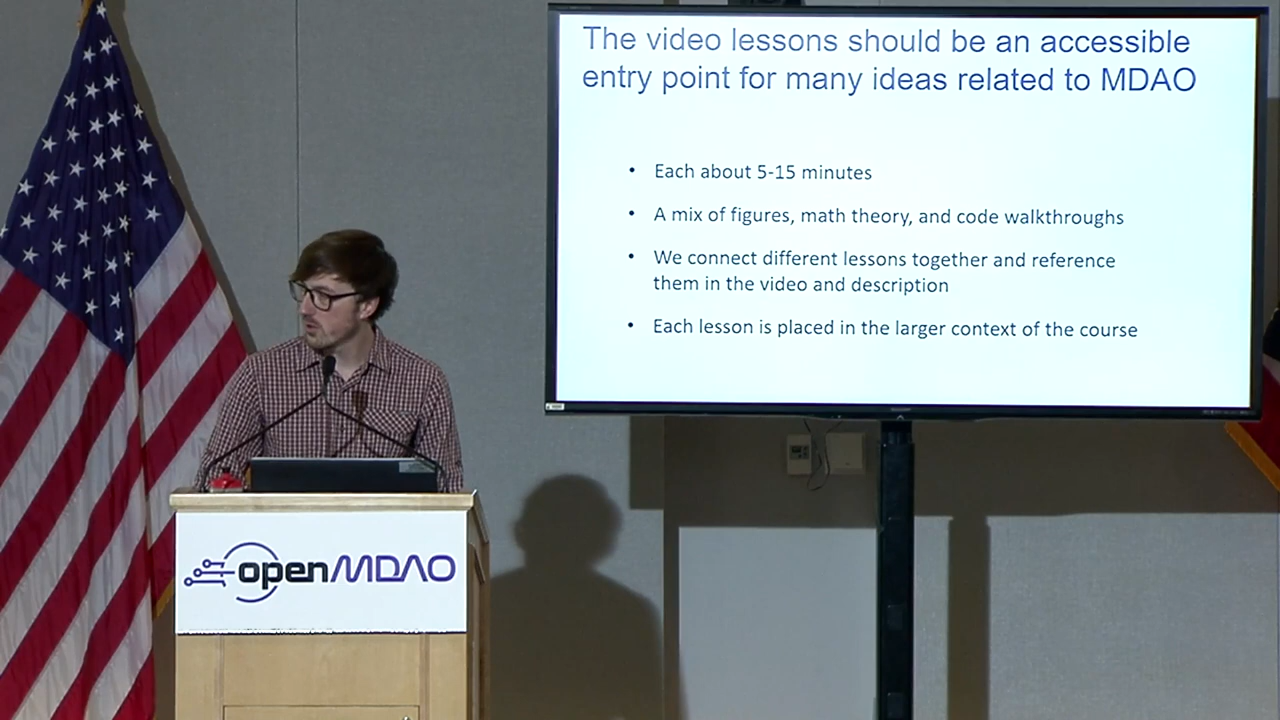 The video lessons should be an accessible
entry point for many ideas related to MDAO
• Each about 5-15 minutes
• A mix of figures, math theory, and code walkthroughs
• We connect different lessons together and reference
them in the video and description
• Each lesson is placed in the larger context of the course
openMDAO